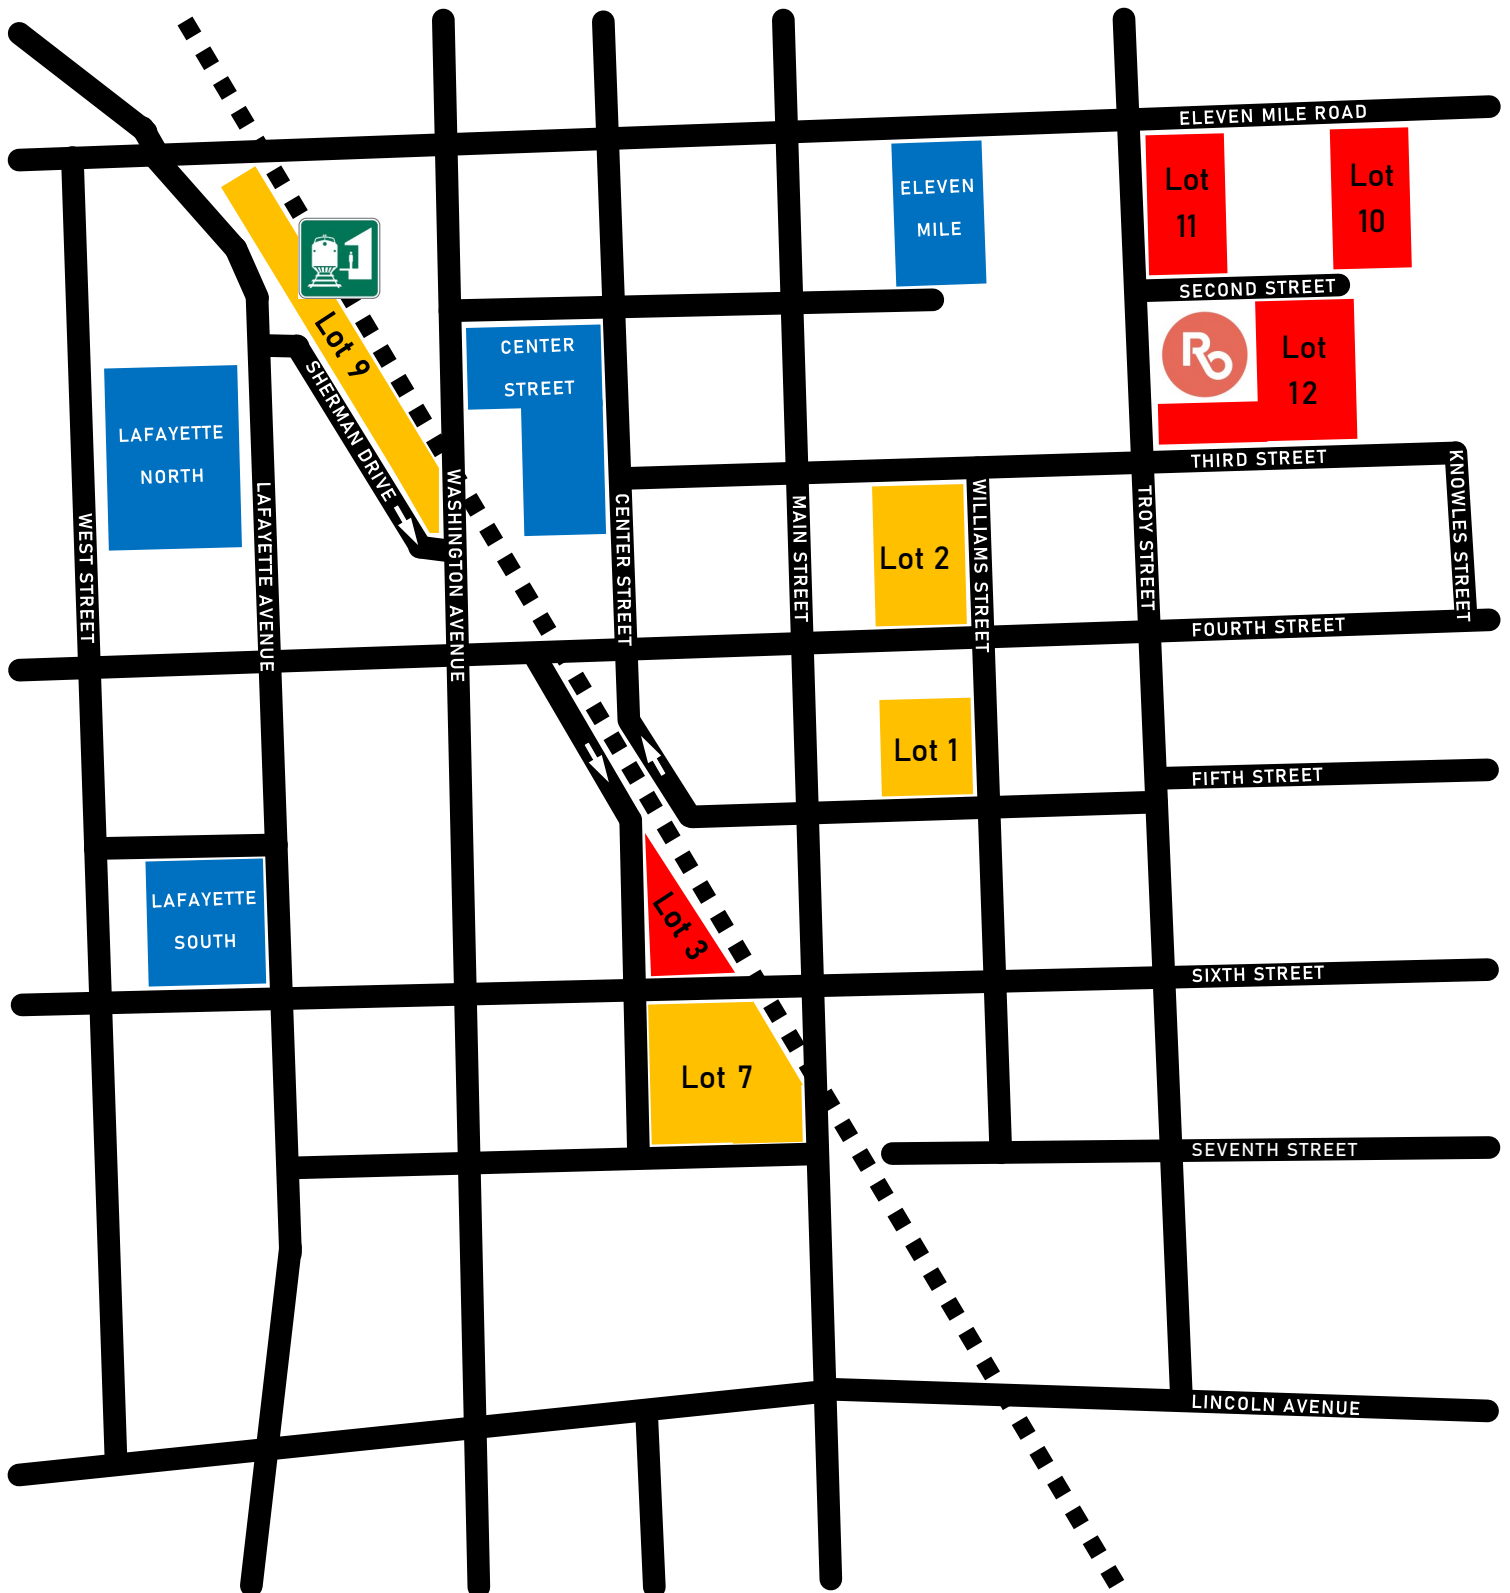 ELEVEN MILE ROAD
Lot
11
Lot
10
ELEVEN
MILE
SECOND STREET
Lot
12
Ro
THIRD STREET
KNOWLES STREET
Lot 9
SHERMAN DRIVE
CENTER
STREET
LAFAYETTE
NORTH
WEST STREET
LAFAYETTE AVENUE
WASHINGTON AVENUE
CENTER STREET
MAIN STREET
Lot 2
WILLIAMS STREET
TROY STREET
FOURTH STREET
Lot 1
FIFTH STREET
LAFAYETTE
SOUTH
Lot 3
SIXTH STREET
Lot 7
SEVENTH STREET
LINCOLN AVENUE